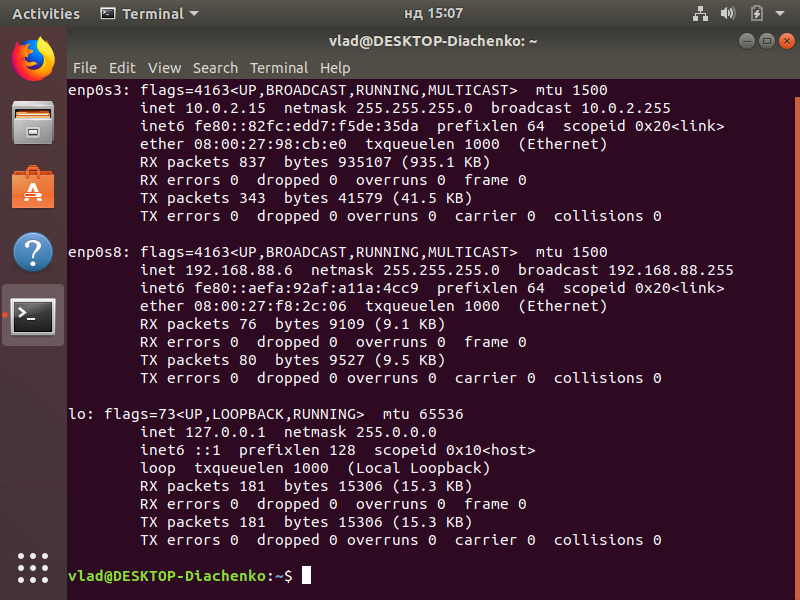 Activities Terminal нд 15:07
vlad@DESKTOP-Diachenko: ~
File Edit View Search Terminal Help
enp0s3: flags=4163<UP,BROADCAST,RUNNING,MULTICAST>  mtu 1500
        inet 10.0.2.15  netmask 255.255.255.0  broadcast 10.0.2.255
        inet6 fe80::82fc:edd7:f5de:35da  prefixlen 64  scopeid 0x20<link>
        ether 08:00:27:98:cb:e0  txqueuelen 1000  (Ethernet)
        RX packets 837  bytes 935107 (935.1 KB)
        RX errors 0  dropped 0  overruns 0  frame 0
        TX packets 343  bytes 41579 (41.5 KB)
        TX errors 0  dropped 0 overruns 0  carrier 0  collisions 0
enp0s8: flags=4163<UP,BROADCAST,RUNNING,MULTICAST>  mtu 1500
        inet 192.168.88.6  netmask 255.255.255.0  broadcast 192.168.88.255
        inet6 fe80::aefa:92af:a11a:4cc9  prefixlen 64  scopeid 0x20<link>
        ether 08:00:27:f8:2c:06  txqueuelen 1000  (Ethernet)
        RX packets 76  bytes 9109 (9.1 KB)
        RX errors 0  dropped 0  overruns 0  frame 0
        TX packets 80  bytes 9527 (9.5 KB)
        TX errors 0  dropped 0 overruns 0  carrier 0  collisions 0
lo: flags=73<UP,LOOPBACK,RUNNING>  mtu 65536
        inet 127.0.0.1  netmask 255.0.0.0
        inet6 ::1  prefixlen 128  scopeid 0x10<host>
        loop  txqueuelen 1000  (Local Loopback)
        RX packets 181  bytes 15306 (15.3 KB)
        RX errors 0  dropped 0  overruns 0  frame 0
        TX packets 181  bytes 15306 (15.3 KB)
        TX errors 0  dropped 0 overruns 0  carrier 0  collisions 0
vlad@DESKTOP-Diachenko:~$